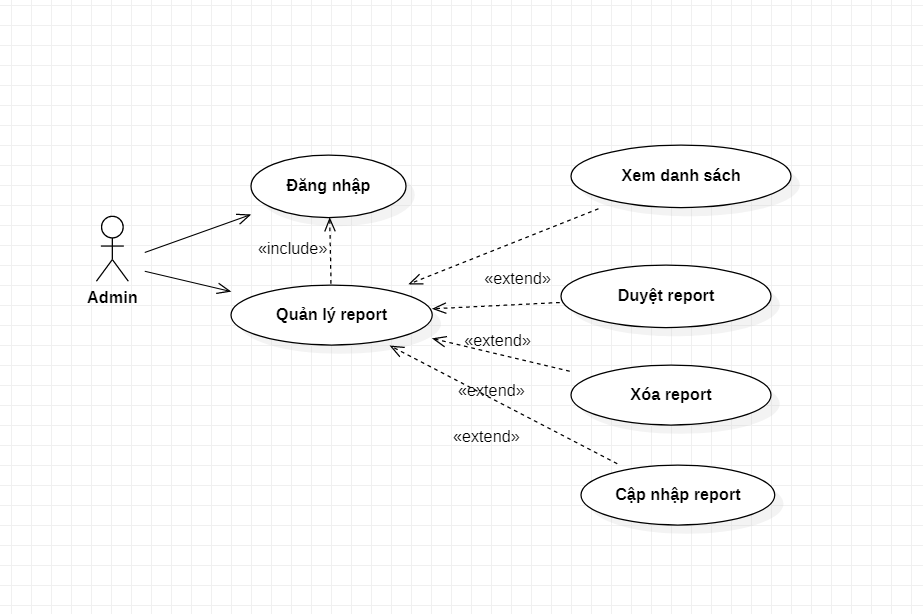 Đăng nhập
Xem danh sách
«include»
Admin
Quản lý report
«extend»
Duyệt report
«extend»
«extend»
Xóa report
«extend»
Cập nhập report